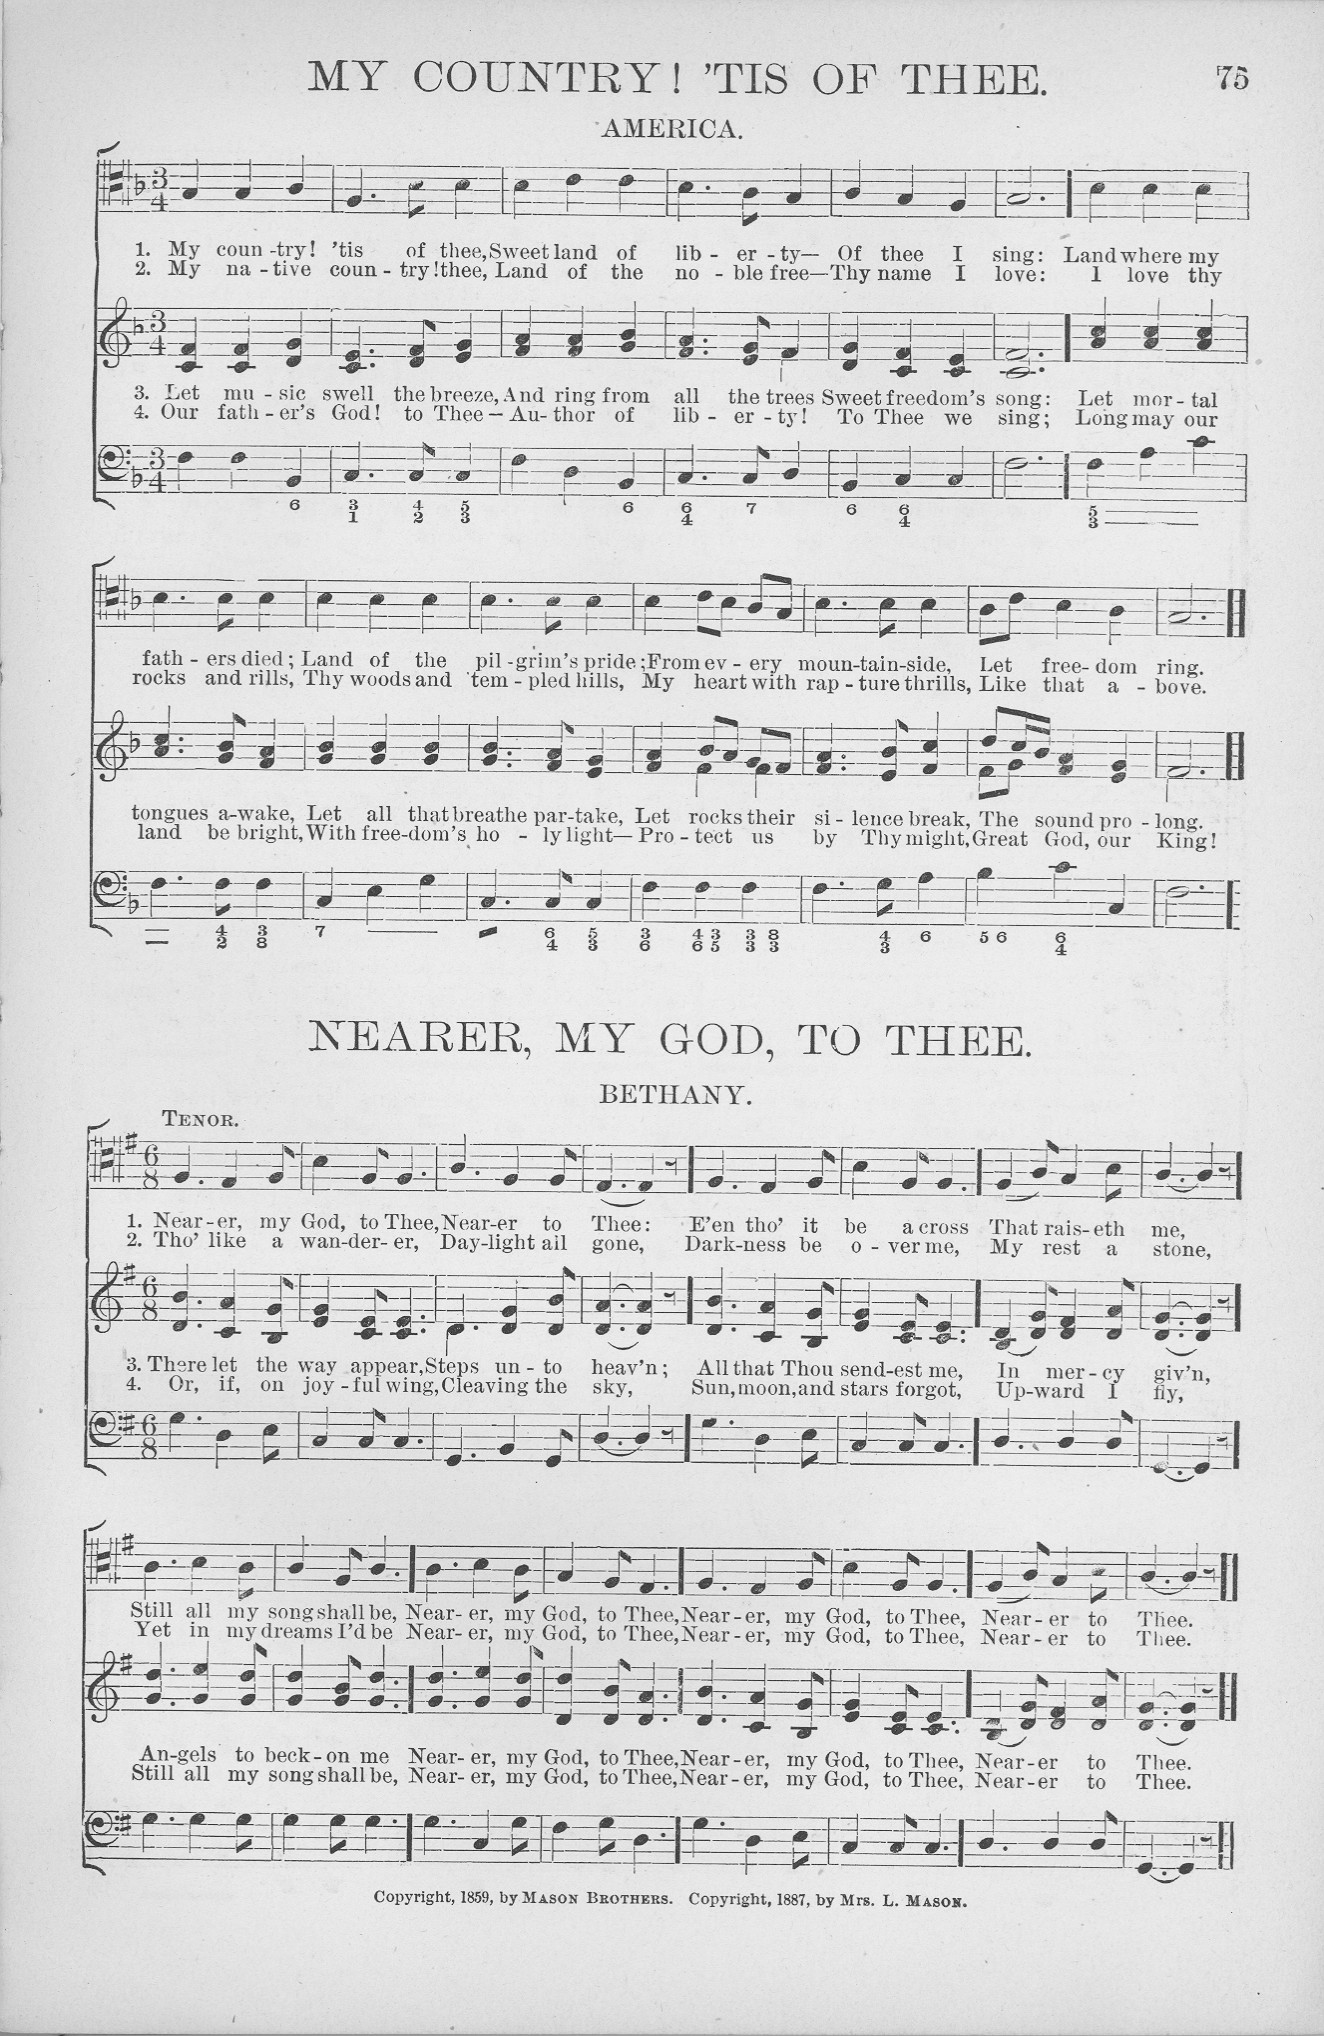 MY COUNTRY! ’TIS OF THEE. 75
AMERICA.
1. My coun-try! ’tis of thee, Sweet land of lib-er-ty— Of thee I sing: Land where my
2. My na-tive coun-try! thee, Land of the no-ble free—Thy name I love: I love thy
3. Let mu-sic swell the breeze, And ring from all the trees Sweet freedom’s song: Let mor-tal
4. Our fath-er’s God! to Thee—Au-thor of lib-er-ty! To Thee we sing; Long may our
6 3 1 4 2 5 3 6 6 4 7 6 6 4 5 3
fath-ers died; Land of the pil-grim’s pride; From ev-ery moun-tain-side, Let free-dom ring.
rocks and rills, Thy woods and tem-pled hills, My heart with rap-ture thrills, Like that a-bove.
tongues a-wake, Let all that breathe par-take, Let rocks their si-lence break, The sound pro-long.
land be bright, With free-dom’s ho-ly light—Pro-tect us by Thy might, Great God, our King!
4 2 3 8 7 6 4 5 3 3 6 4 6 3 5 3 3 8 3 4 3 6 5 6 6 4
NEARER, MY GOD, TO THEE.
BETHANY.
TENOR.
1. Near-er, my God, to Thee, Near-er to Thee: E’en tho’ it be a cross That rais-eth me,
2. Tho’ like a wan-der-er, Day-light all gone, Dark-ness be o-ver me, My rest a stone,
3. There let the way appear, Steps un-to heav’n; All that Thou send-est me, In mer-cy giv’n,
4. Or, if, on joy-ful wing, Cleaving the sky, Sun, moon, and stars forgot, Up-ward I fly,
Still all my song shall be, Near-er, my God, to Thee, Near-er, my God, to Thee, Near-er to Thee.
Yet in my dreams I’d be Near-er, my God, to Thee, Near-er, my God, to Thee, Near-er to Thee.
An-gels to beck-on me Near-er, my God, to Thee, Near-er, my God, to Thee, Near-er to Thee.
Still all my song shall be, Near-er, my God, to Thee, Near-er, my God, to Thee, Near-er to Thee.
Copyright, 1859, by MASON BROTHERS. Copyright, 1887, by Mrs. L. MASON.